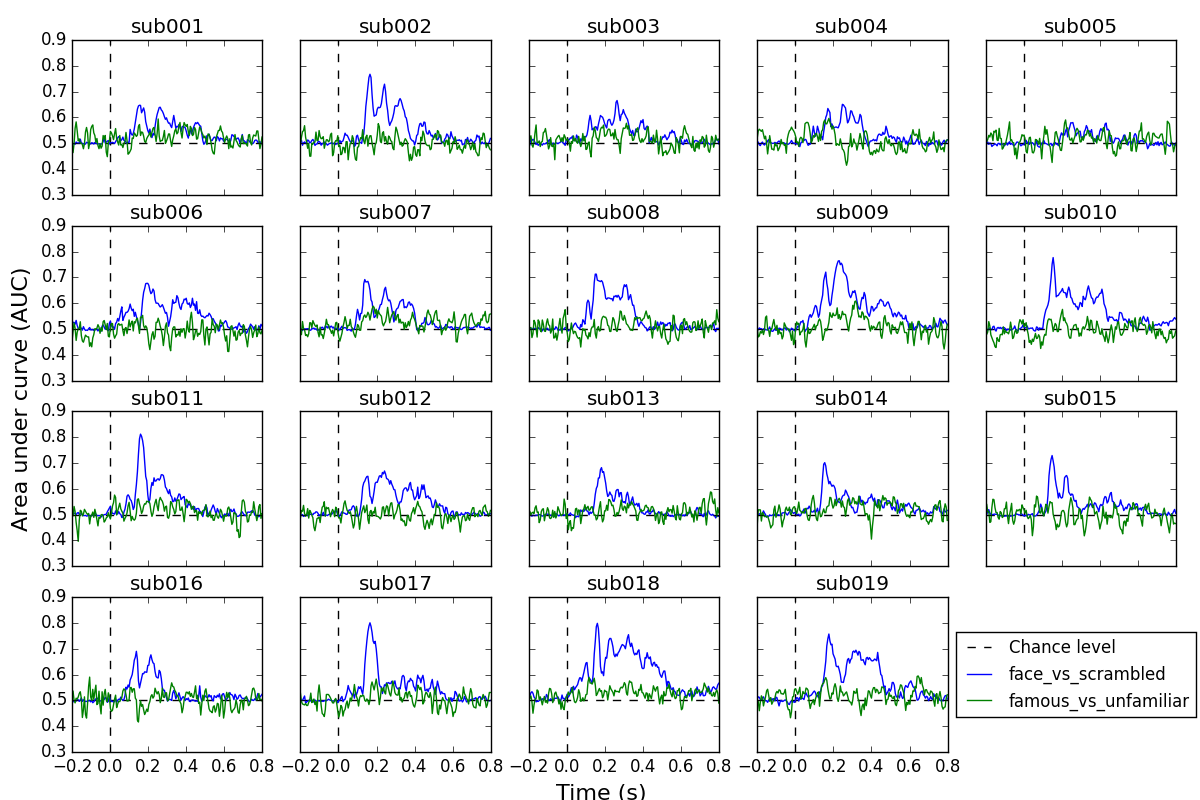 sub001 sub002 sub003 sub004 sub005
0.9
0.8
0.7
0.6
0.5
0.4
0.3
sub006 sub007 sub008 sub009 sub010
0.9
0.8
0.7
0.6
0.5
0.4
0.3
Area under curve (AUC)
sub011 sub012 sub013 sub014 sub015
0.9
0.8
0.7
0.6
0.5
0.4
0.3
sub016 sub017 sub018 sub019
0.9
0.8
0.7
0.6
0.5
0.4
0.3
Chance level
face_vs_scrambled
famous_vs_unfamiliar
−0.2 0.0 0.2 0.4 0.6 0.8 −0.2 0.0 0.2 0.4 0.6 0.8 −0.2 0.0 0.2 0.4 0.6 0.8 −0.2 0.0 0.2 0.4 0.6 0.8
Time (s)